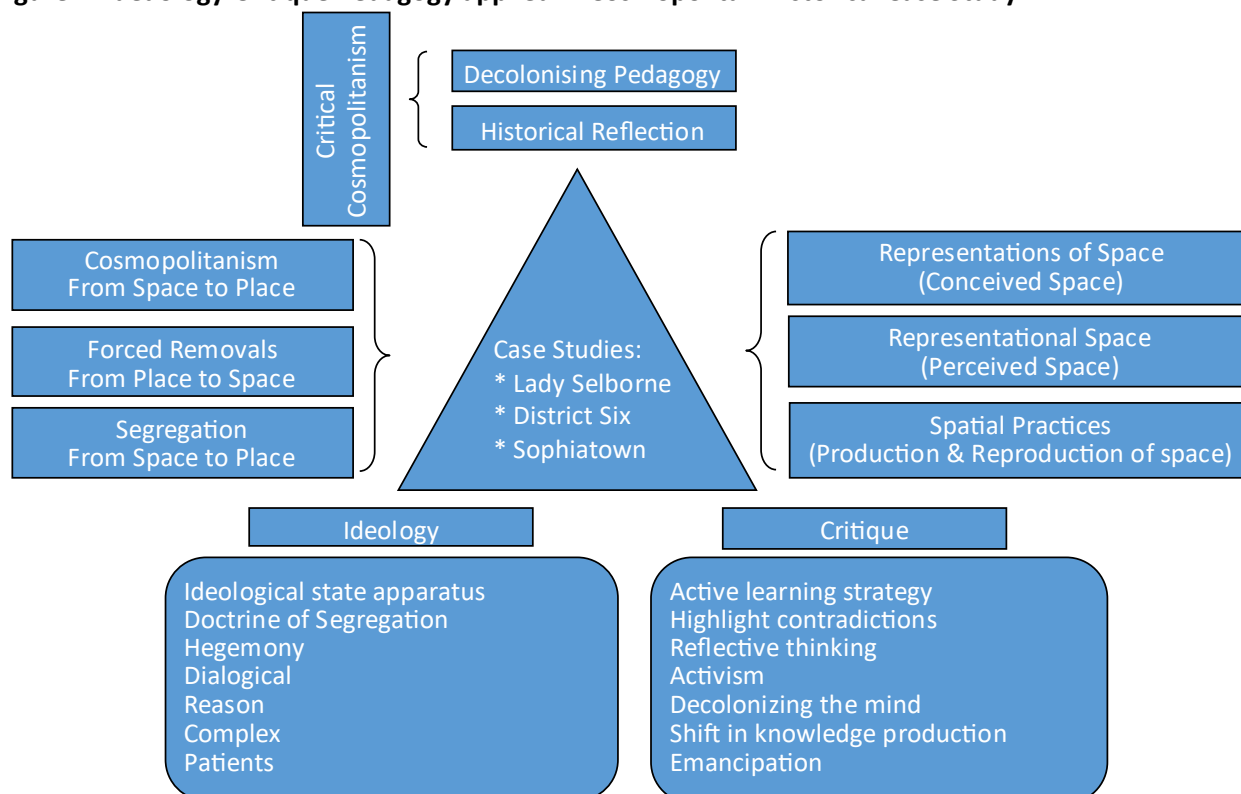 Critical
Cosmopolitanism
Decolonising Pedagogy
Historical Reflection
Cosmopolitanism
From Space to Place
Forced Removals
From Place to Space
Segregation
From Space to Place
Case Studies:
* Lady Selborne
* District Six
* Sophiatown
Representations of Space
(Conceived Space)
Representational Space
(Perceived Space)
Spatial Practices
(Production & Reproduction of space)
Ideology
Ideological state apparatus
Doctrine of Segregation
Hegemony
Dialogical
Reason
Complex
Patients
Critique
Active learning strategy
Highlight contradictions
Reflective thinking
Activism
Decolonizing the mind
Shift in knowledge production
Emancipation